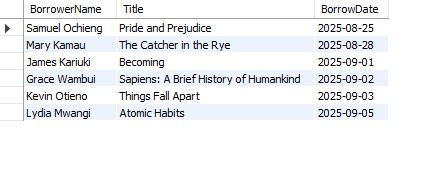 BorrowerName Title BorrowDate
Samuel Ochieng Pride and Prejudice 2025-08-25
Mary Kamau The Catcher in the Rye 2025-08-28
James Kariuki Becoming 2025-09-01
Grace Wambui Sapiens: A Brief History of Humankind 2025-09-02
Kevin Otieno Things Fall Apart 2025-09-03
Lydia Mwangi Atomic Habits 2025-09-05